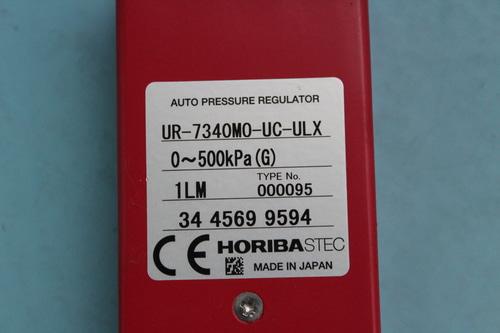 AUTO PRESSURE REGULATOR
UR-7340MO-UC-ULX
0～500kPa(G)
TYPE No.
1LM 000095
34 4569 9594
CE HORIBASTEC
MADE IN JAPAN